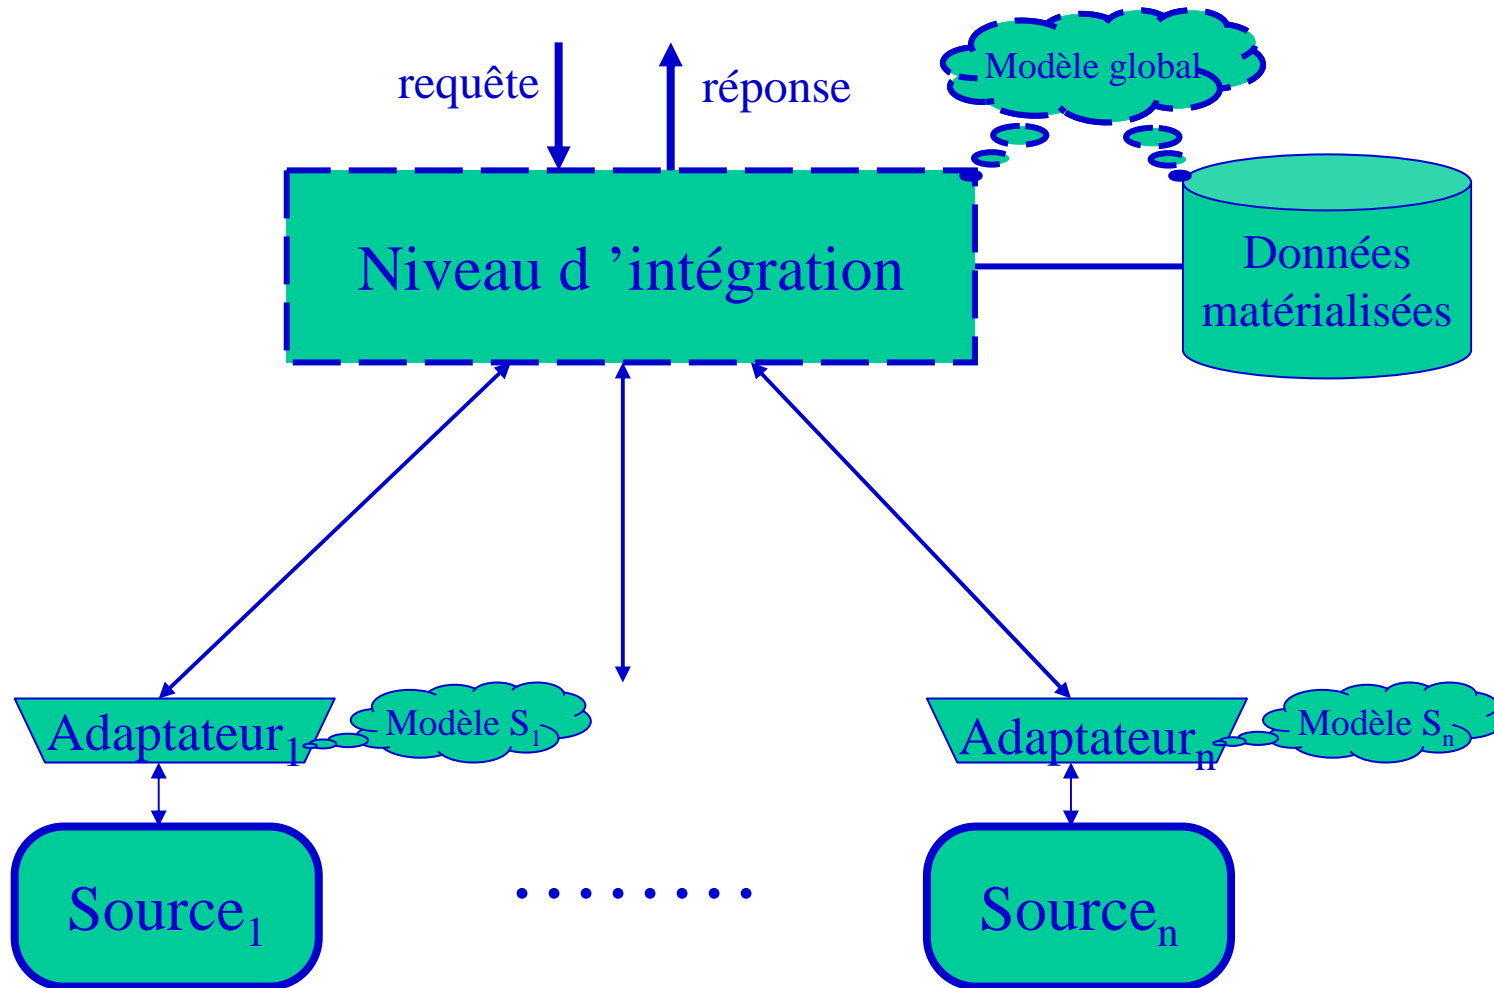 requête
réponse
Modèle global
Niveau d ’intégration
Données
matérialisées
Adaptateur1
Modèle S1
Adaptateurn
Modèle Sn
Source1
. . . . . . . .
Sourcen